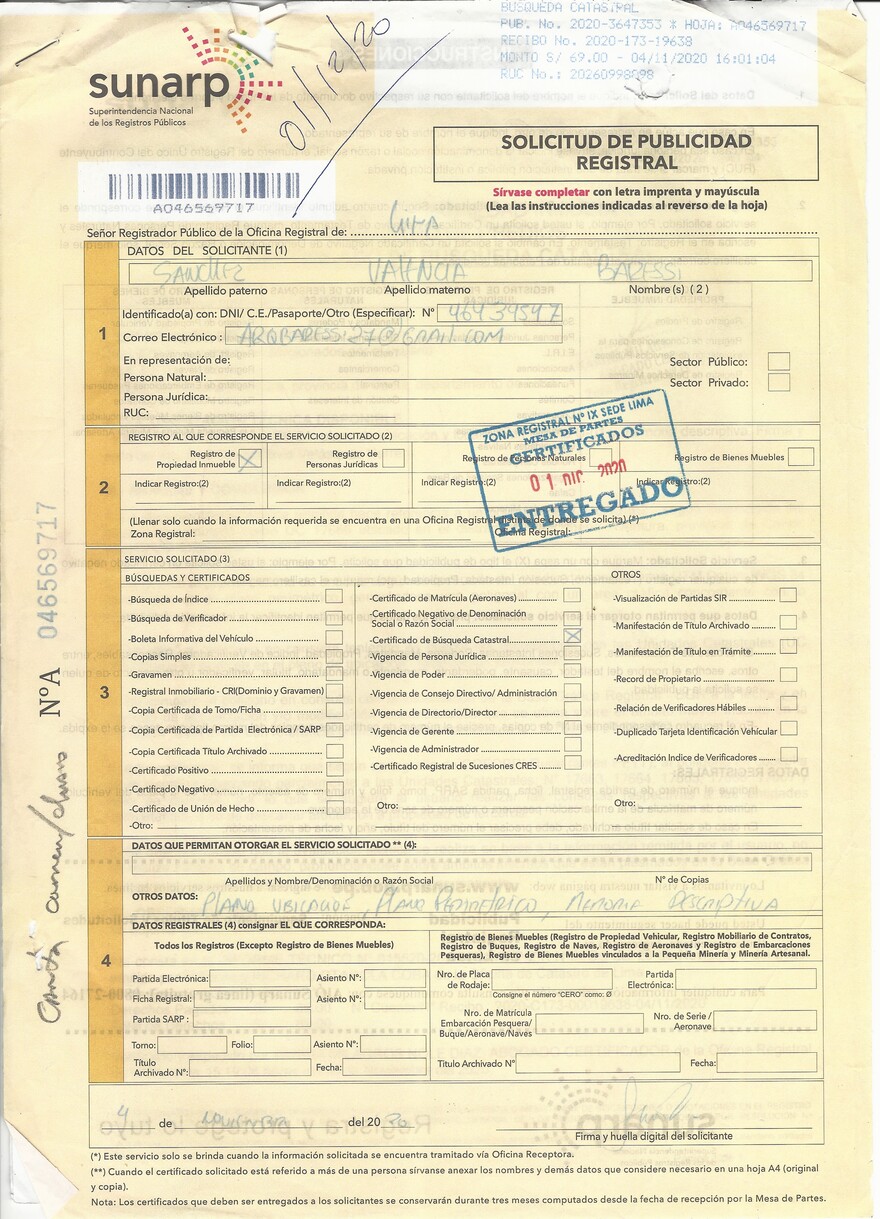 BUSQUEDA CATASTRAL
PUB. No. 2020-3647353 * HOJA: A046569717
RECIBO No. 2020-173-19638
MONTO S/ 69.00 - 04/11/2020 16:01:04
RUC No.: 20260998898
01/12/20
sunarp
Superintendencia Nacional
de los Registros Públicos
SOLICITUD DE PUBLICIDAD
REGISTRAL
Sírvase completar con letra imprenta y mayúscula
(Lea las instrucciones indicadas al reverso de la hoja)
A046569717
Señor Registrador Público de la Oficina Registral de: LIMA
DATOS DEL SOLICITANTE (1)
SANCHEZ VALENCIA BARESSI
Apellido paterno Apellido materno Nombre(s) (2)
1
Identificado(a) con: DNI/ C.E./Pasaporte/Otro (Especificar): Nº 46434547
Correo Electrónico : ARQBARESSI.27@GMAIL.COM
En representación de:
Sector Público:
Persona Natural:
Sector Privado:
Persona Jurídica:
RUC:
ZONA REGISTRAL Nº IX SEDE LIMA
MESA DE PARTES
CERTIFICADOS
01 DIC. 2020
ENTREGADO
2
REGISTRO AL QUE CORRESPONDE EL SERVICIO SOLICITADO (2)
Registro de Propiedad Inmueble X Registro de Personas Jurídicas Registro de Personas Naturales Registro de Bienes Muebles
Indicar Registro:(2) Indicar Registro:(2) Indicar Registro:(2) Indicar Registro:(2)
(Llenar solo cuando la información requerida se encuentra en una Oficina Registral distinta de donde se solicita) (*)
Zona Registral: Oficina Registral:
Nº A 046569717
3
SERVICIO SOLICITADO (3)
BÚSQUEDAS Y CERTIFICADOS
-Búsqueda de Índice
-Búsqueda de Verificador
-Boleta Informativa del Vehículo
-Copias Simples
-Gravamen
-Registral Inmobiliario - CRI(Dominio y Gravamen)
-Copia Certificada de Tomo/Ficha
-Copia Certificada de Partida Electrónica / SARP
-Copia Certificada Título Archivado
-Certificado Positivo
-Certificado Negativo
-Certificado de Unión de Hecho
-Otro:
-Certificado de Matrícula (Aeronaves)
-Certificado Negativo de Denominación
Social o Razón Social
-Certificado de Búsqueda Catastral X
-Vigencia de Persona Jurídica
-Vigencia de Poder
-Vigencia de Consejo Directivo/ Administración
-Vigencia de Directorio/Director
-Vigencia de Gerente
-Vigencia de Administrador
-Certificado Registral de Sucesiones CRES
Otro:
OTROS
-Visualización de Partidas SIR
-Manifestación de Título Archivado
-Manifestación de Título en Trámite
-Record de Propietario
-Relación de Verificadores Hábiles
-Duplicado Tarjeta Identificación Vehicular
-Acreditación Indice de Verificadores
Otro:
4
DATOS QUE PERMITAN OTORGAR EL SERVICIO SOLICITADO ** (4):
Apellidos y Nombre/Denominación o Razón Social Nº de Copias
OTROS DATOS: PLANO UBICACION, PLANO PERIMETRICO, MEMORIA DESCRIPTIVA
DATOS REGISTRALES (4) consignar EL QUE CORRESPONDA:
Todos los Registros (Excepto Registro de Bienes Muebles)
Partida Electrónica: Asiento Nº:
Ficha Registral: Asiento Nº:
Partida SARP :
Tomo: Folio: Asiento Nº:
Título
Archivado Nº: Fecha:
Registro de Bienes Muebles (Registro de Propiedad Vehicular, Registro Mobiliario de Contratos,
Registro de Buques, Registro de Naves, Registro de Aeronaves y Registro de Embarcaciones
Pesqueras), Registro de Bienes Muebles vinculados a la Pequeña Minería y Minería Artesanal.
Nro. de Placa
de Rodaje:
Partida
Electrónica:
Consigne el número "CERO" como: Ø
Nro. de Matrícula
Embarcación Pesquera/
Buque/Aeronave/Naves
Nro. de Serie /
Aeronave
Titulo Archivado Nº Fecha:
4 de NOVIEMBRE del 20 20
Firma y huella digital del solicitante
(*) Este servicio solo se brinda cuando la información solicitada se encuentra tramitado vía Oficina Receptora.
(**) Cuando el certificado solicitado está referido a más de una persona sírvanse anexar los nombres y demás datos que considere necesario en una hoja A4 (original
y copia).
Nota: Los certificados que deben ser entregados a los solicitantes se conservarán durante tres meses computados desde la fecha de recepción por la Mesa de Partes.